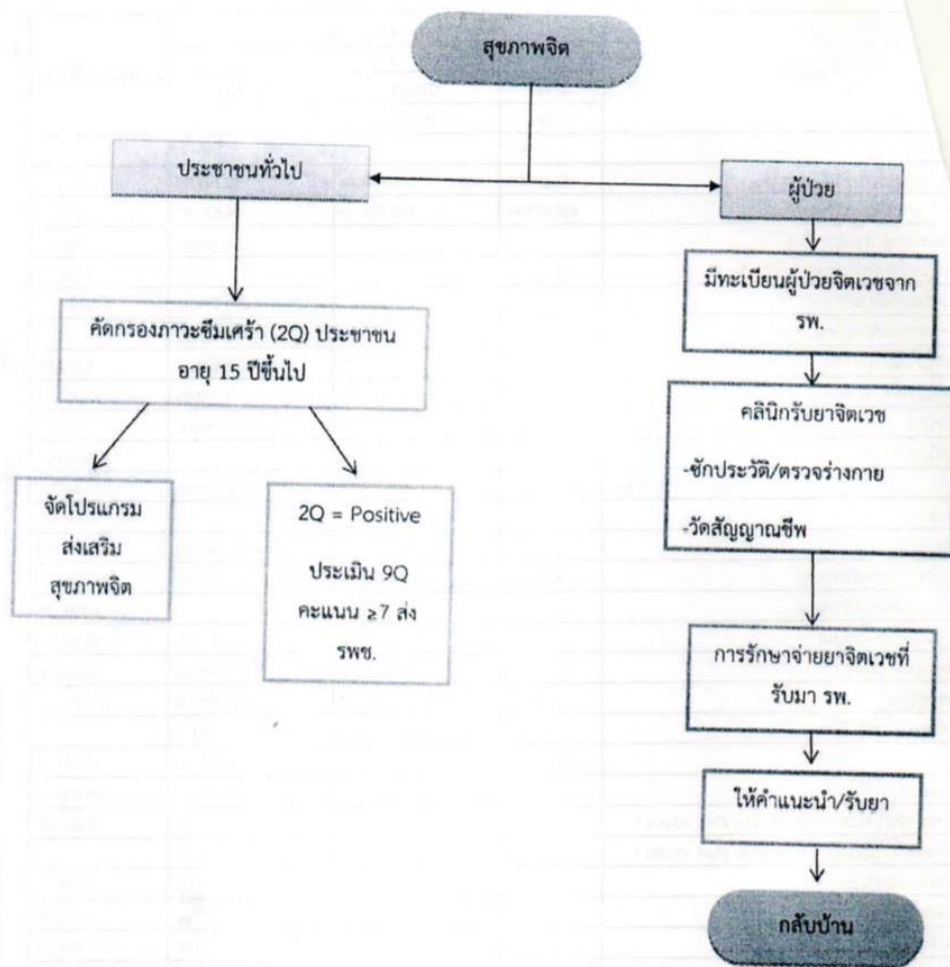 สุขภาพจิต
ประชาชนทั่วไป
ผู้ป่วย
คัดกรองภาวะซึมเศร้า (2Q) ประชาชน
อายุ 15 ปีขึ้นไป
จัดโปรแกรม
ส่งเสริม
สุขภาพจิต
2Q = Positive
ประเมิน 9Q
คะแนน ≥7 ส่ง
รพช.
มีทะเบียนผู้ป่วยจิตเวชจาก
รพ.
คลินิกรับยาจิตเวช
-ซักประวัติ/ตรวจร่างกาย
-วัดสัญญาณชีพ
การรักษาจ่ายยาจิตเวชที่
รับมา รพ.
ให้คำแนะนำ/รับยา
กลับบ้าน